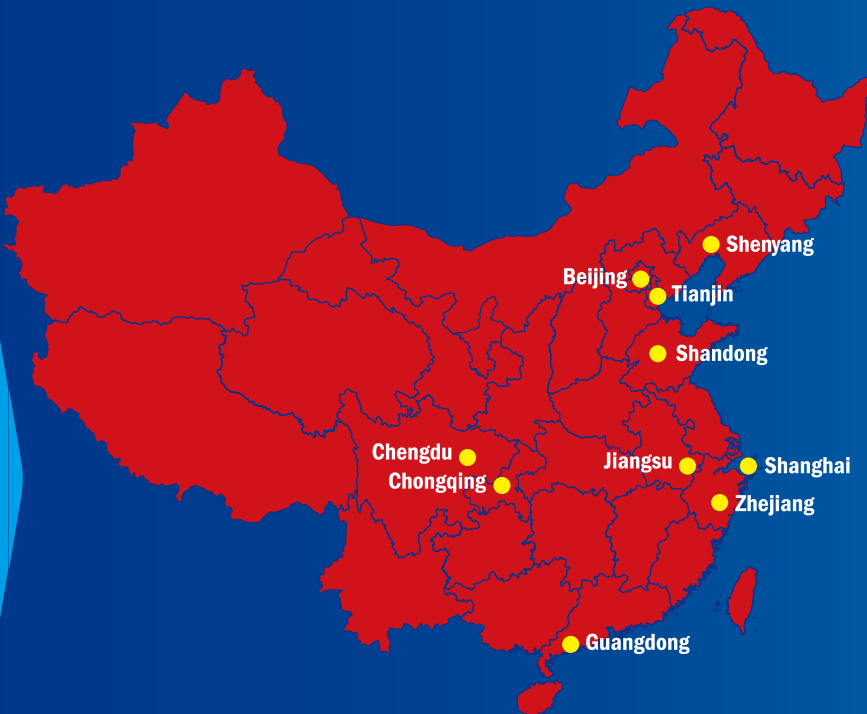 Shenyang
Beijing
Tianjin
Shandong
Chengdu
Jiangsu
Shanghai
Chongqing
Zhejiang
Guangdong